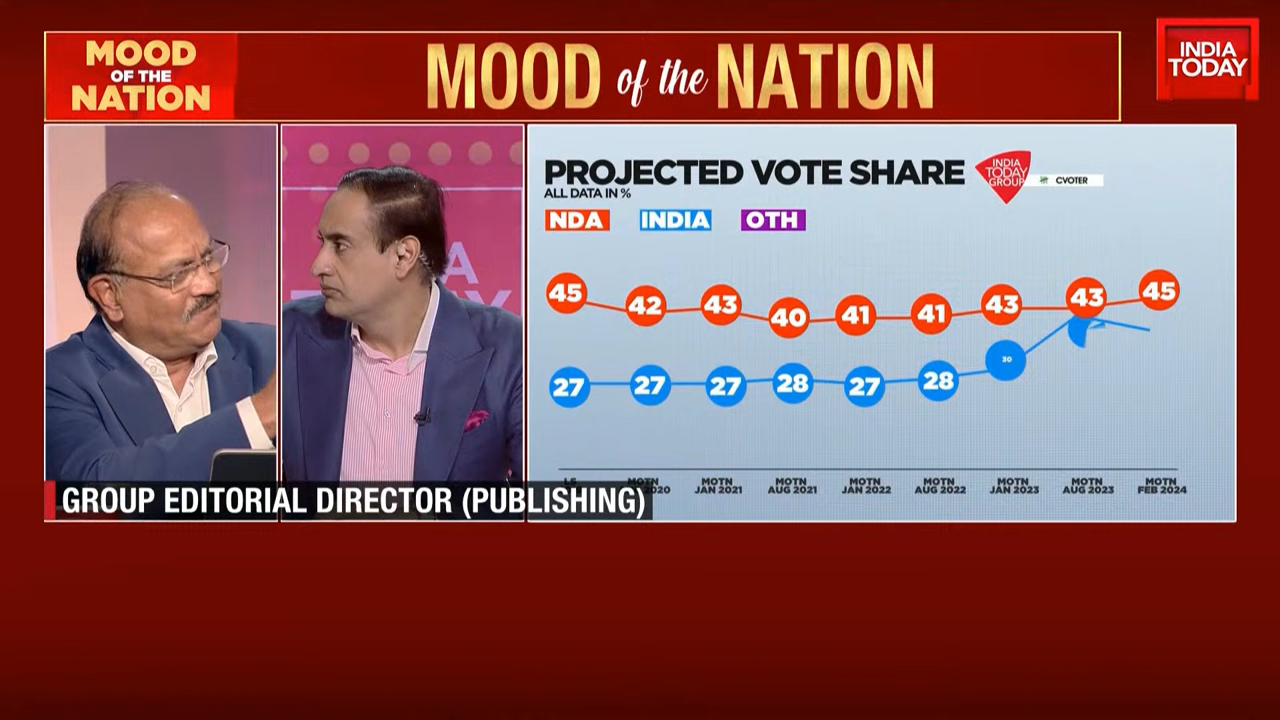 MOOD
OF THE
NATION
MOOD of the NATION
INDIA
TODAY
PROJECTED VOTE SHARE
INDIA
TODAY
GROUP
CVOTER
ALL DATA IN %
NDA INDIA OTH
45 42 43 40 41 41 43 43 45
27 27 27 28 27 28 30
MOTN MOTN MOTN MOTN MOTN MOTN MOTN
JAN 2021 AUG 2021 JAN 2022 AUG 2022 JAN 2023 AUG 2023 FEB 2024
GROUP EDITORIAL DIRECTOR (PUBLISHING)